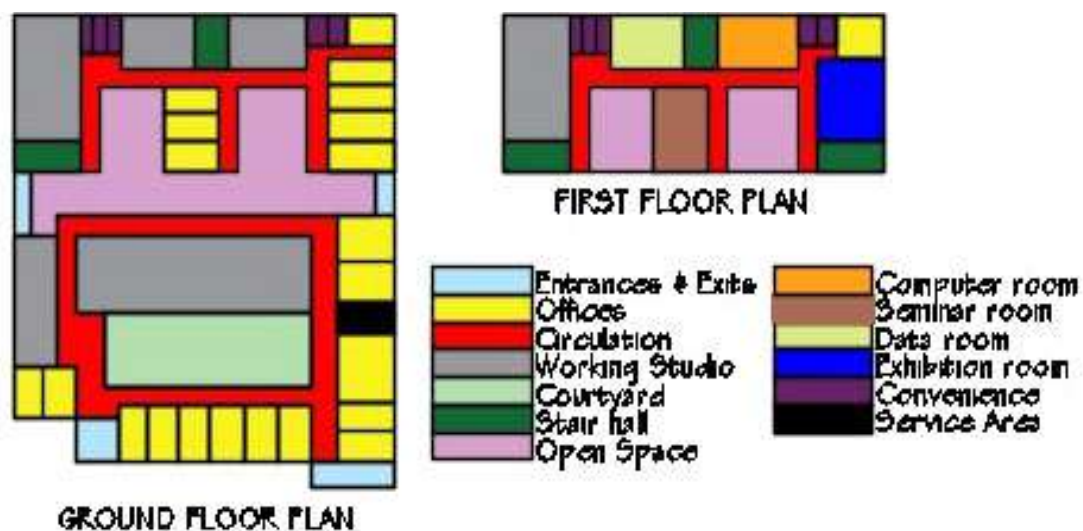 FIRST FLOOR PLAN
Entrances & Exits
Offices
Circulation
Working Studio
Courtyard
Stair hall
Open Space
Computer room
Seminar room
Data room
Exhibition room
Convenience
Service Area
GROUND FLOOR PLAN